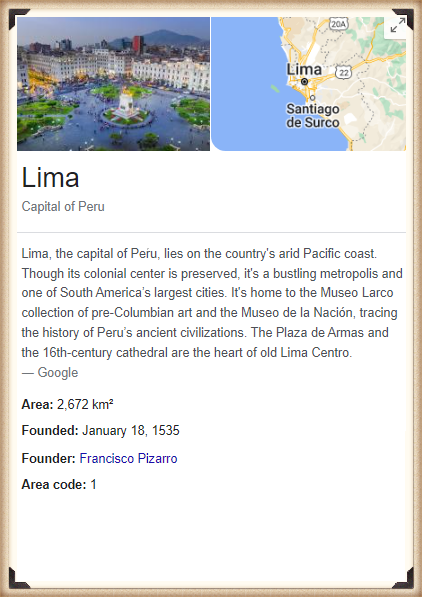 20A
Lima
22
Santiago
de Surco
Lima
Capital of Peru
Lima, the capital of Peru, lies on the country's arid Pacific coast.
Though its colonial center is preserved, it's a bustling metropolis and
one of South America's largest cities. It's home to the Museo Larco
collection of pre-Columbian art and the Museo de la Nación, tracing
the history of Peru's ancient civilizations. The Plaza de Armas and
the 16th-century cathedral are the heart of old Lima Centro.
— Google
Area: 2,672 km²
Founded: January 18, 1535
Founder: Francisco Pizarro
Area code: 1